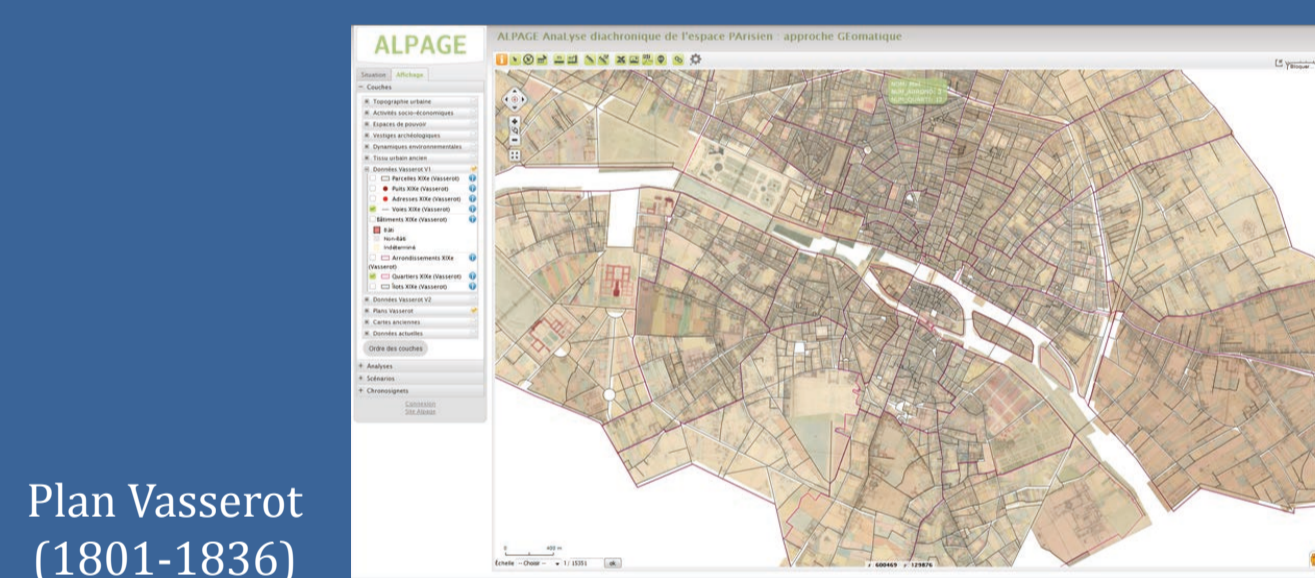 ALPAGE
ALPAGE AnaLyse diachronique de l'espace PArisien : approche GEomatique
Situation Affichage
Couches
Topographie urbaine
Activités socio-économiques
Espaces de pouvoir
Vestiges archéologiques
Dynamiques environnementales
Tissu urbain ancien
Données Vasserot V1
Parcelles XIXe (Vasserot)
Puits XIXe (Vasserot)
Adresses XIXe (Vasserot)
Voies XIXe (Vasserot)
Bâtiments XIXe (Vasserot)
Bâti
Non-Bâti
Indéterminé
Arrondissements XIXe
(Vasserot)
Quartiers XIXe (Vasserot)
Îlots XIXe (Vasserot)
Données Vasserot V2
Plans Vasserot
Cartes anciennes
Données actuelles
Ordre des couches
+ Analyses
+ Scénarios
+ Chronosignets
Connexion
Site Alpage
Plan Vasserot
(1801-1836)
0 400 m
Échelle -- Choisir -- 1/ 15351 ok
600469 129876